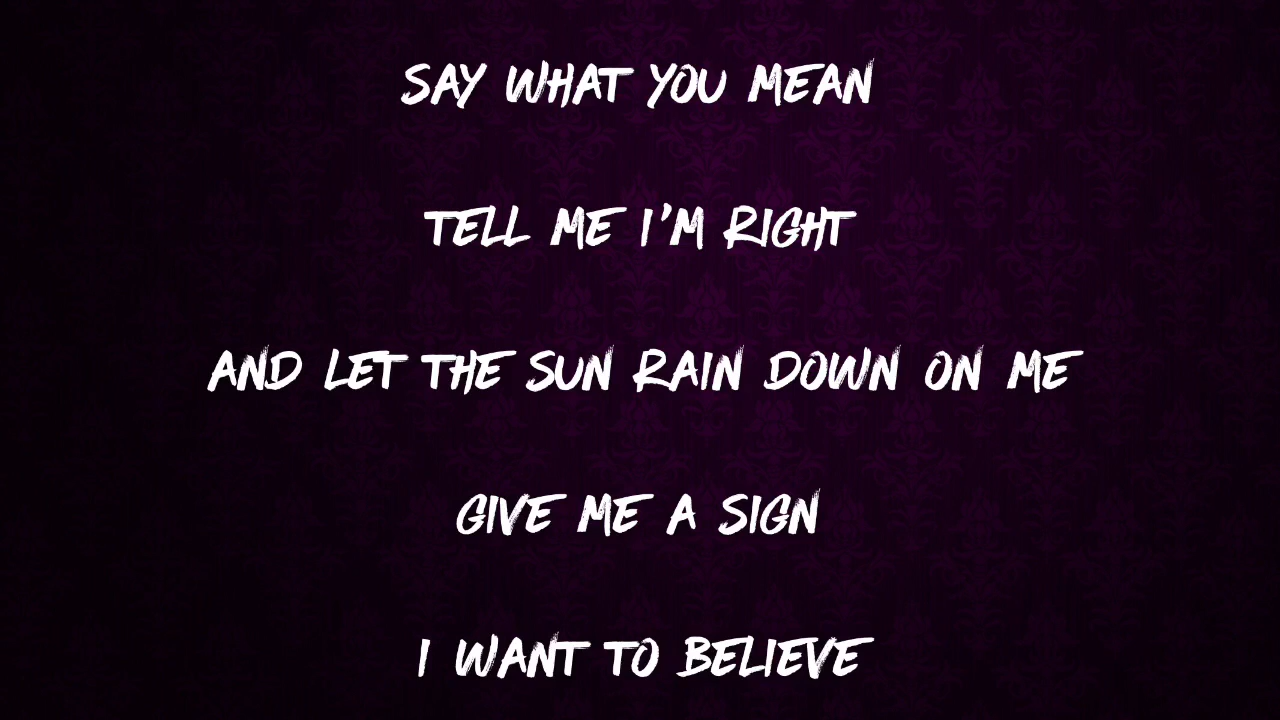 SAY WHAT YOU MEAN
TELL ME I'M RIGHT
AND LET THE SUN RAIN DOWN ON ME
GIVE ME A SIGN
I WANT TO BELIEVE